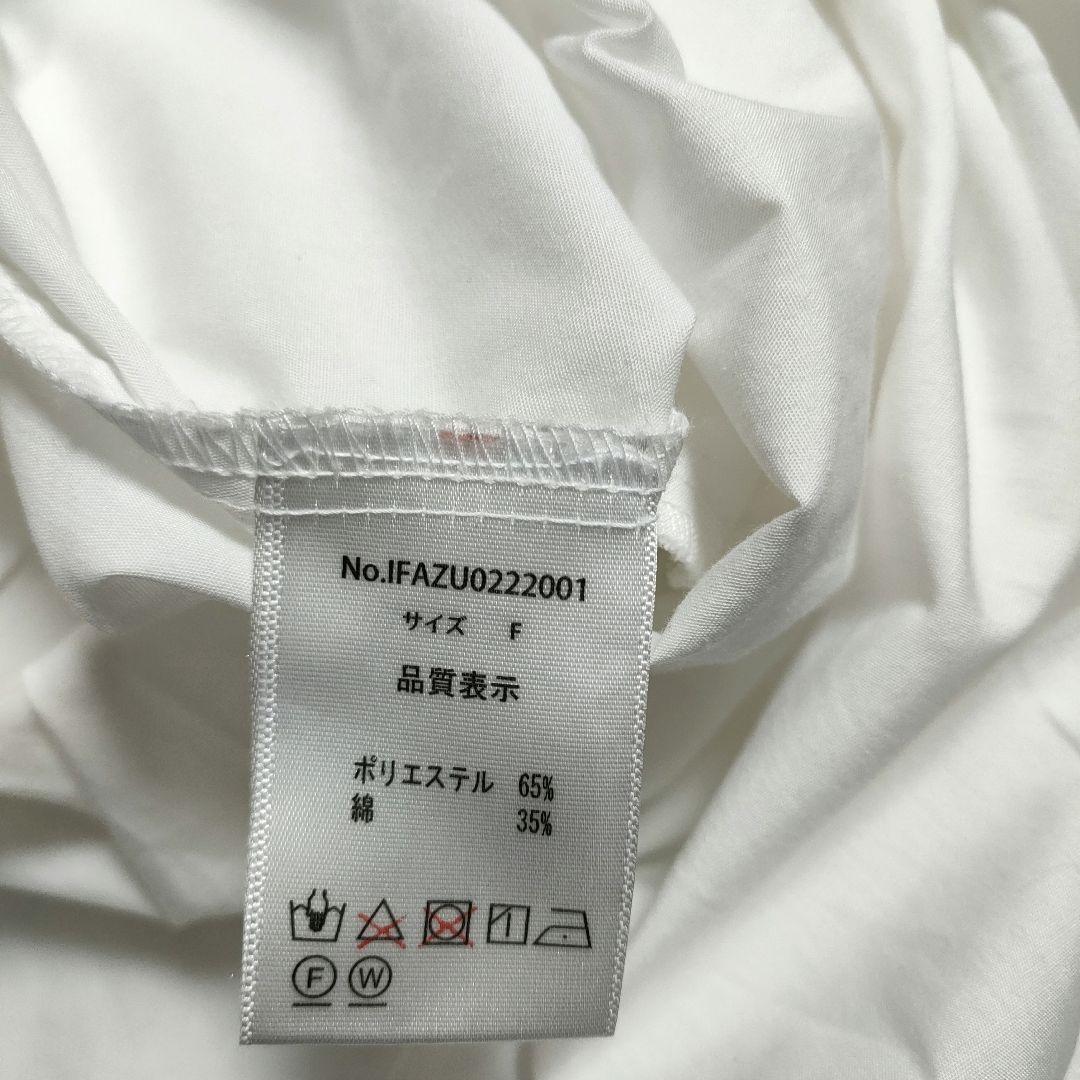 No.IFAZU0222001
サイズ F
品質表示
ポリエステル 65%
綿 35%
F W